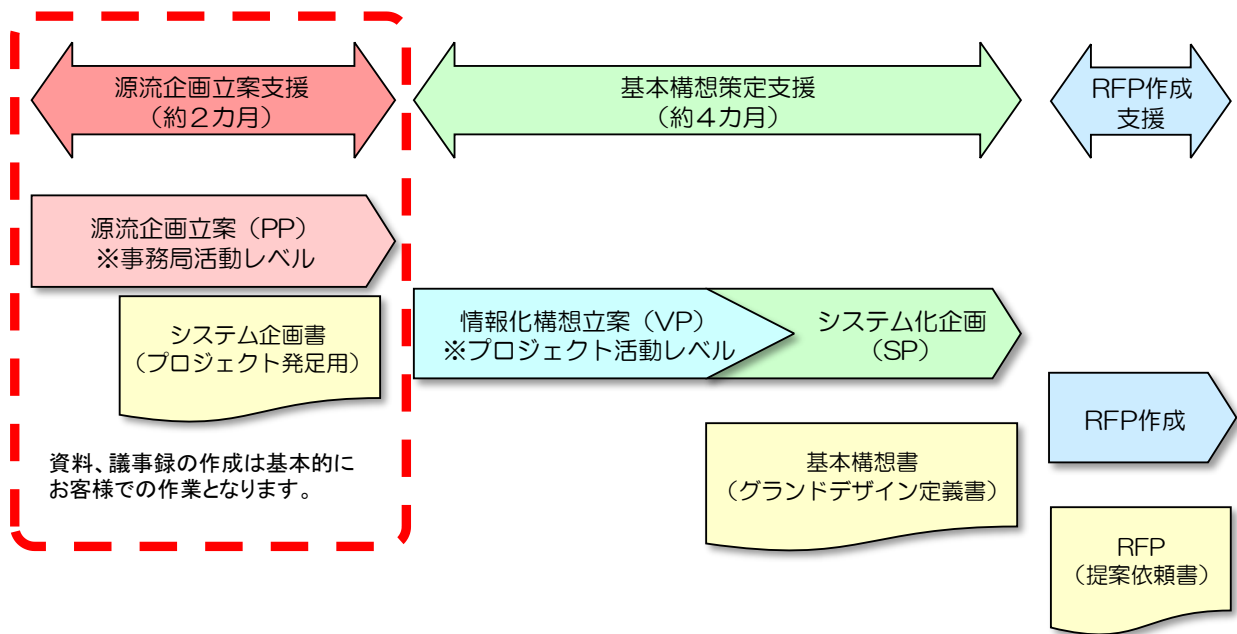 源流企画立案支援
（約２カ月）
基本構想策定支援
（約４カ月）
RFP作成
支援
源流企画立案（PP）
※事務局活動レベル
システム企画書
（プロジェクト発足用）
情報化構想立案（VP）
※プロジェクト活動レベル
システム化企画
（SP）
RFP作成
資料、議事録の作成は基本的に
お客様での作業となります。
基本構想書
（グランドデザイン定義書）
RFP
（提案依頼書）